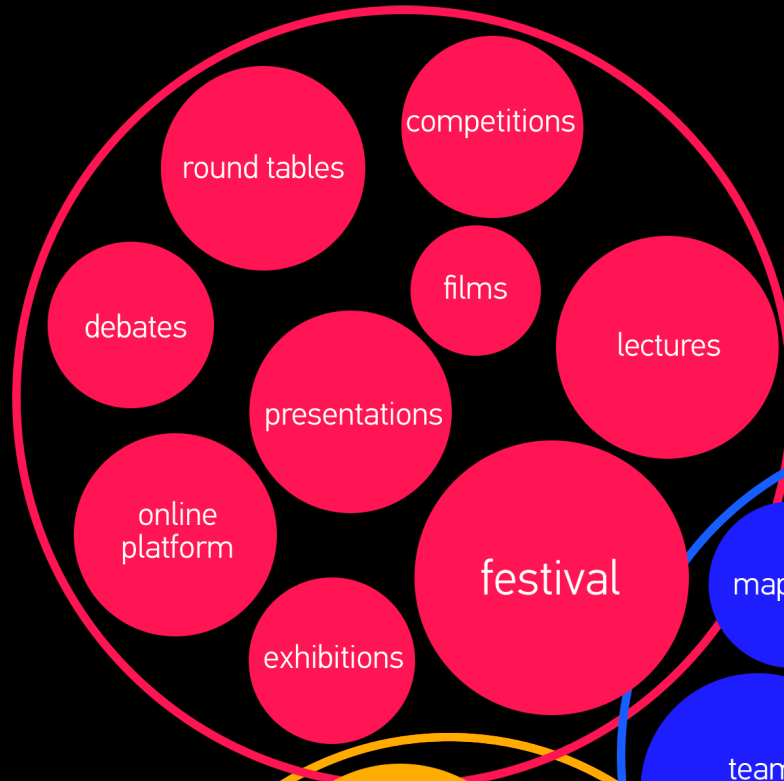 competitions
round tables
films
debates
lectures
presentations
online
platform
festival
exhibitions